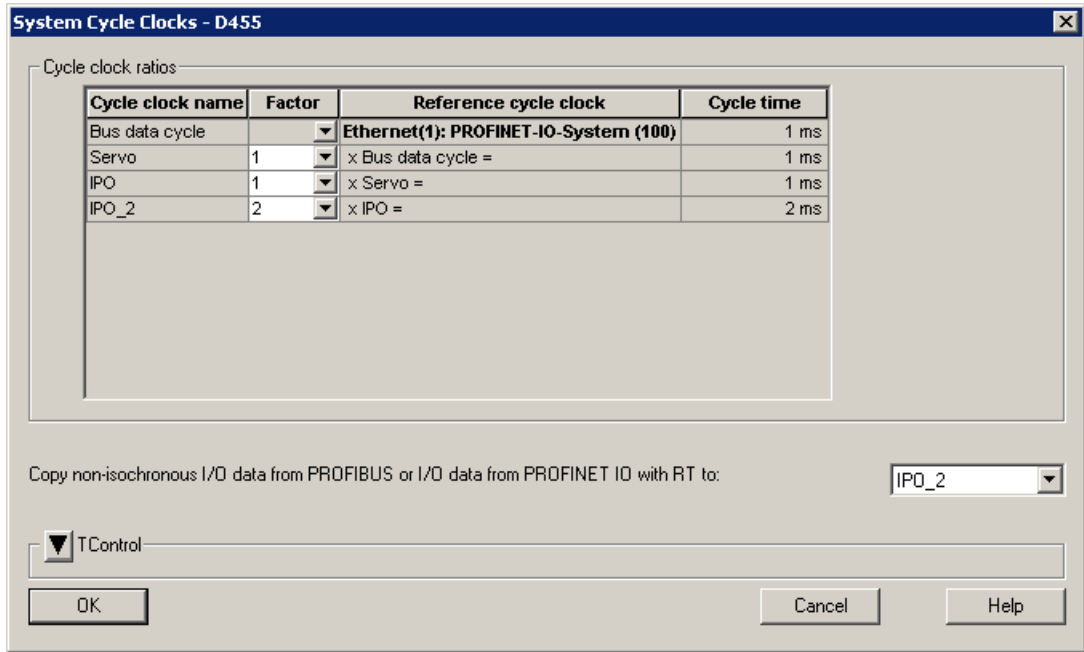 System Cycle Clocks - D455
Cycle clock ratios
Cycle clock name Factor Reference cycle clock Cycle time
Bus data cycle Ethernet(1): PROFINET-IO-System (100) 1 ms
Servo 1 x Bus data cycle = 1 ms
IPO 1 x Servo = 1 ms
IPO_2 2 x IPO = 2 ms
Copy non-isochronous I/O data from PROFIBUS or I/O data from PROFINET IO with RT to: IPO_2
TControl
OK Cancel Help